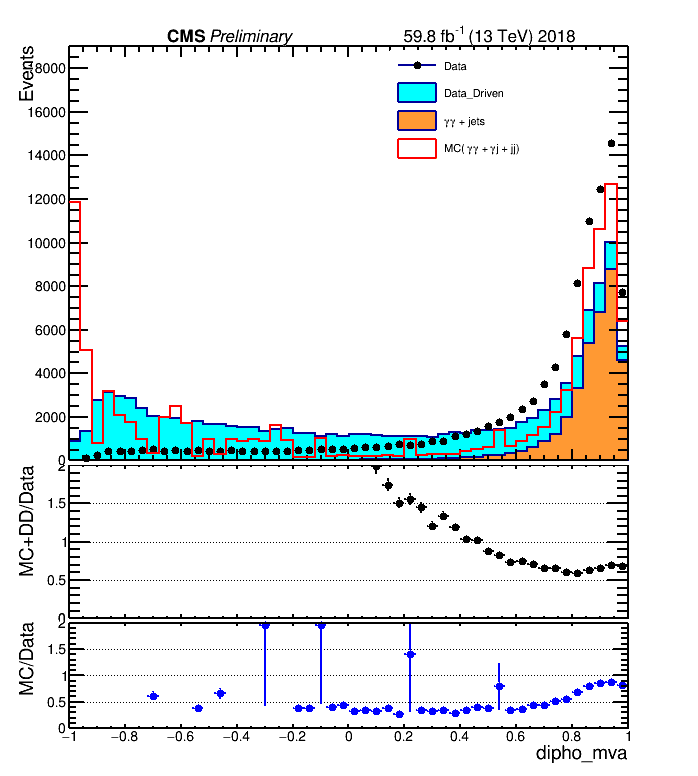 CMS Preliminary 59.8 fb-1 (13 TeV) 2018
Events
18000
16000
14000
12000
10000
8000
6000
4000
2000
0
Data
Data_Driven
γγ + jets
MC( γγ + γj + jj)
MC+DD/Data
2
1.5
1
0.5
0
MC/Data
2
1.5
1
0.5
0
−1 −0.8 −0.6 −0.4 −0.2 0 0.2 0.4 0.6 0.8 1
dipho_mva